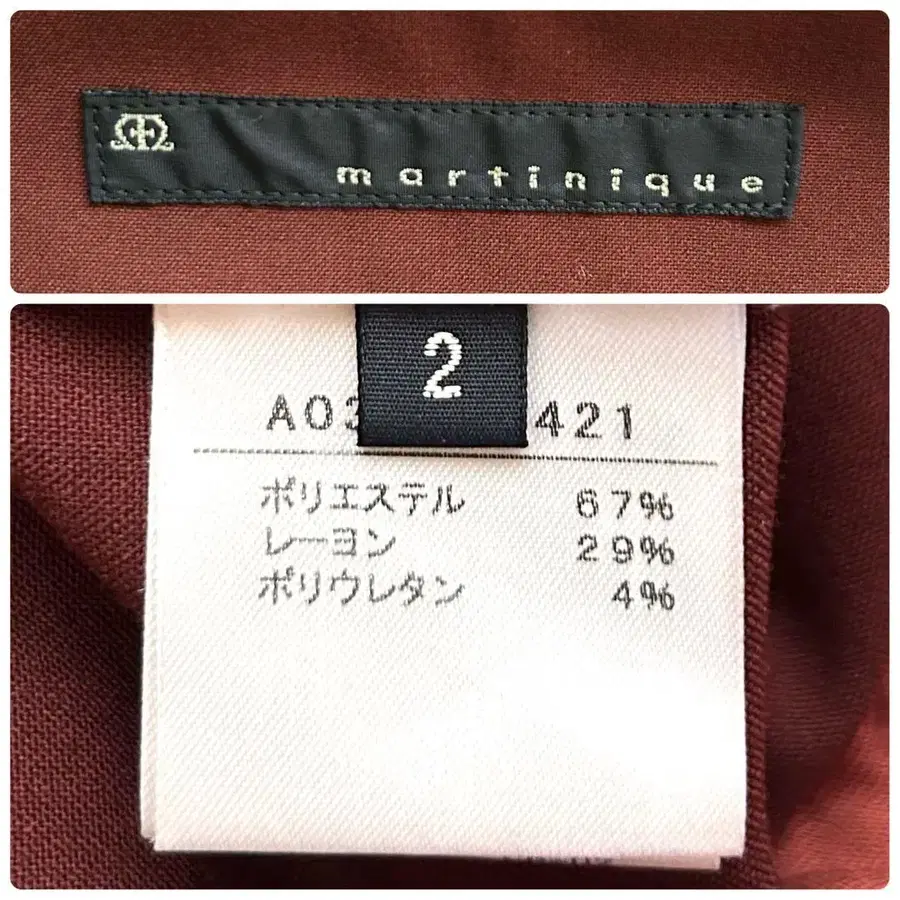 martinique
2
A03 421
ポリエステル 67%
レーヨン 29%
ポリウレタン 4%